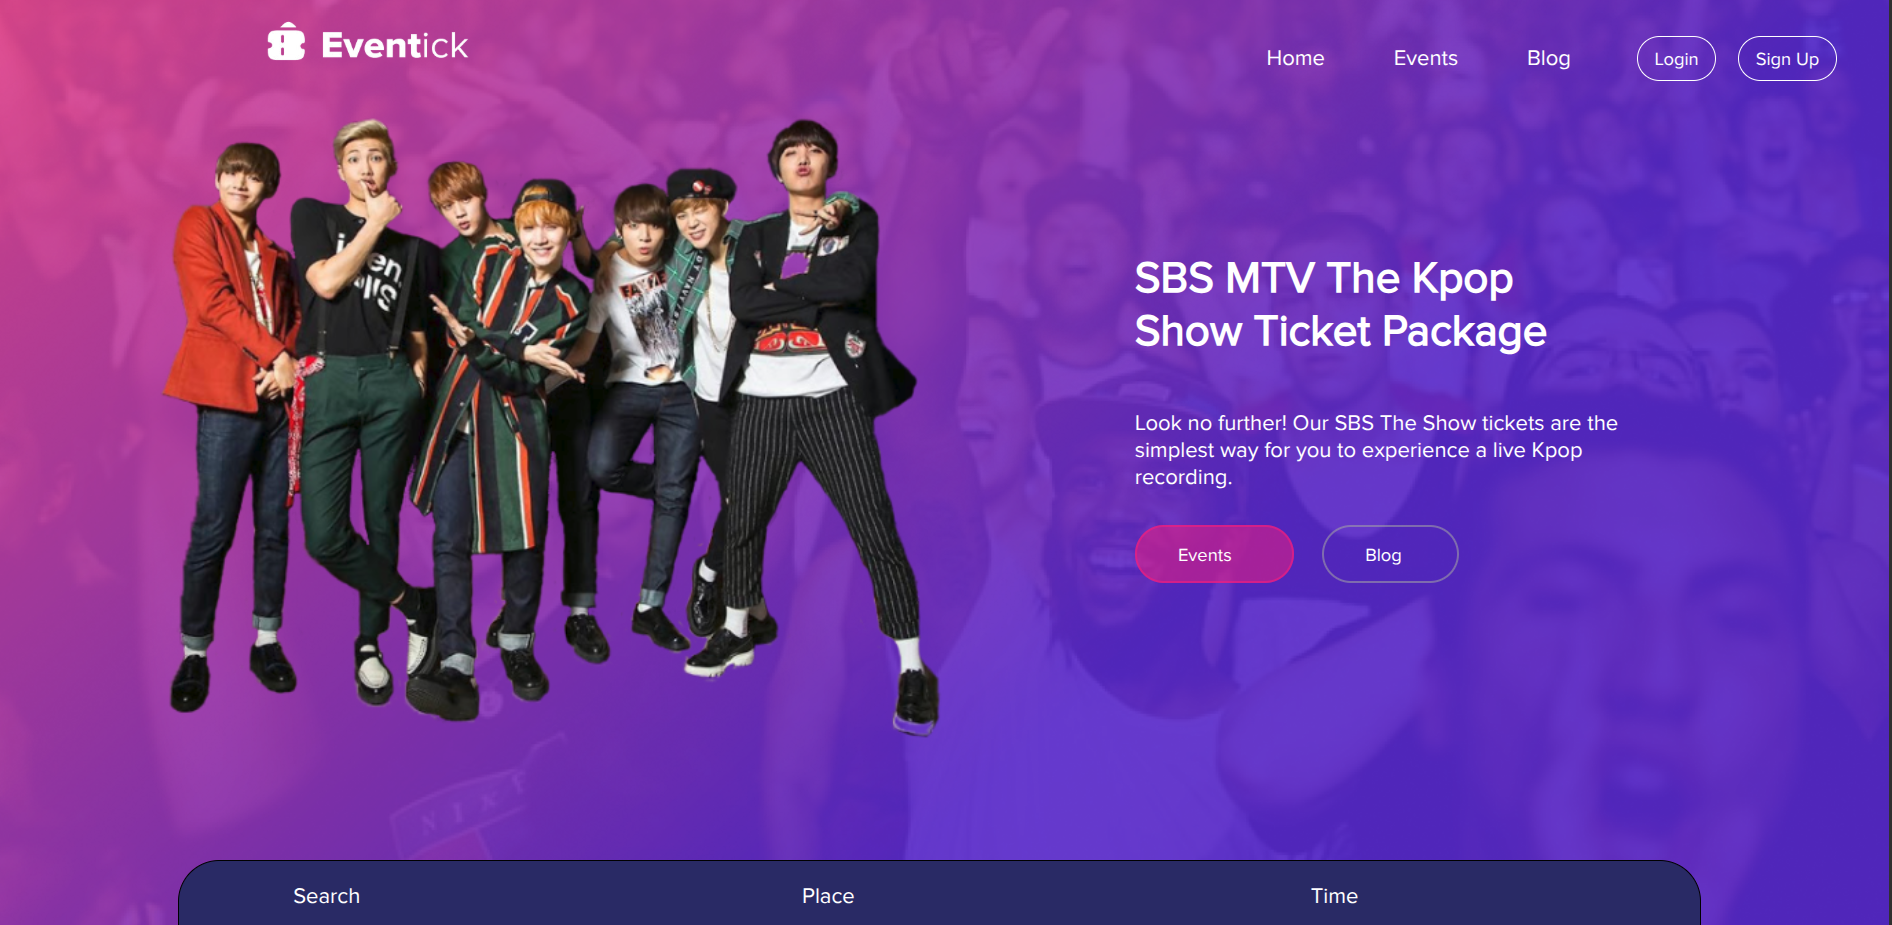 Eventick
Home Events Blog Login Sign Up
SBS MTV The Kpop
Show Ticket Package
Look no further! Our SBS The Show tickets are the
simplest way for you to experience a live Kpop
recording.
Events Blog
Search Place Time